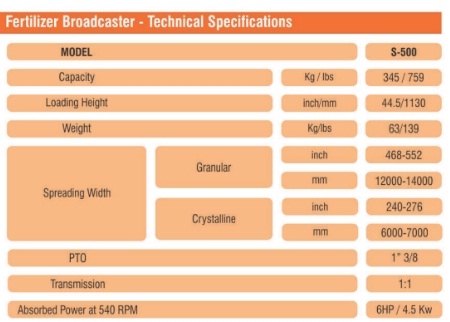 Fertilizer Broadcaster - Technical Specifications
MODEL S-500
Capacity Kg / lbs 345 / 759
Loading Height inch/mm 44.5/1130
Weight Kg/lbs 63/139
Spreading Width Granular inch 468-552
mm 12000-14000
Crystalline inch 240-276
mm 6000-7000
PTO 1" 3/8
Transmission 1:1
Absorbed Power at 540 RPM 6HP / 4.5 Kw